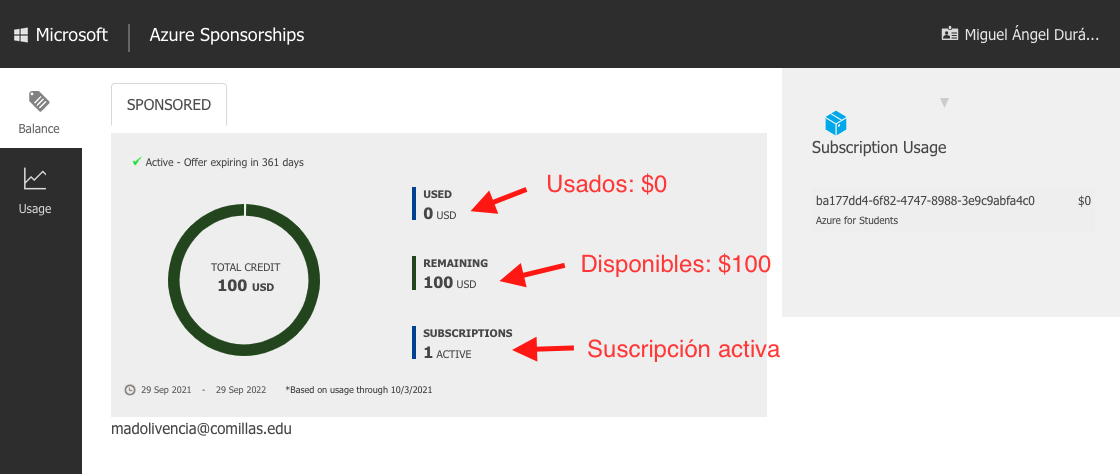 Microsoft
Azure Sponsorships
Miguel Ángel Durá...
Balance
Usage
SPONSORED
Active - Offer expiring in 361 days
TOTAL CREDIT
100 USD
USED
0 USD
Usados: $0
REMAINING
100 USD
Disponibles: $100
SUBSCRIPTIONS
1 ACTIVE
Suscripción activa
29 Sep 2021 - 29 Sep 2022 *Based on usage through 10/3/2021
madolivencia@comillas.edu
Subscription Usage
ba177dd4-6f82-4747-8988-3e9c9abfa4c0 $0
Azure for Students